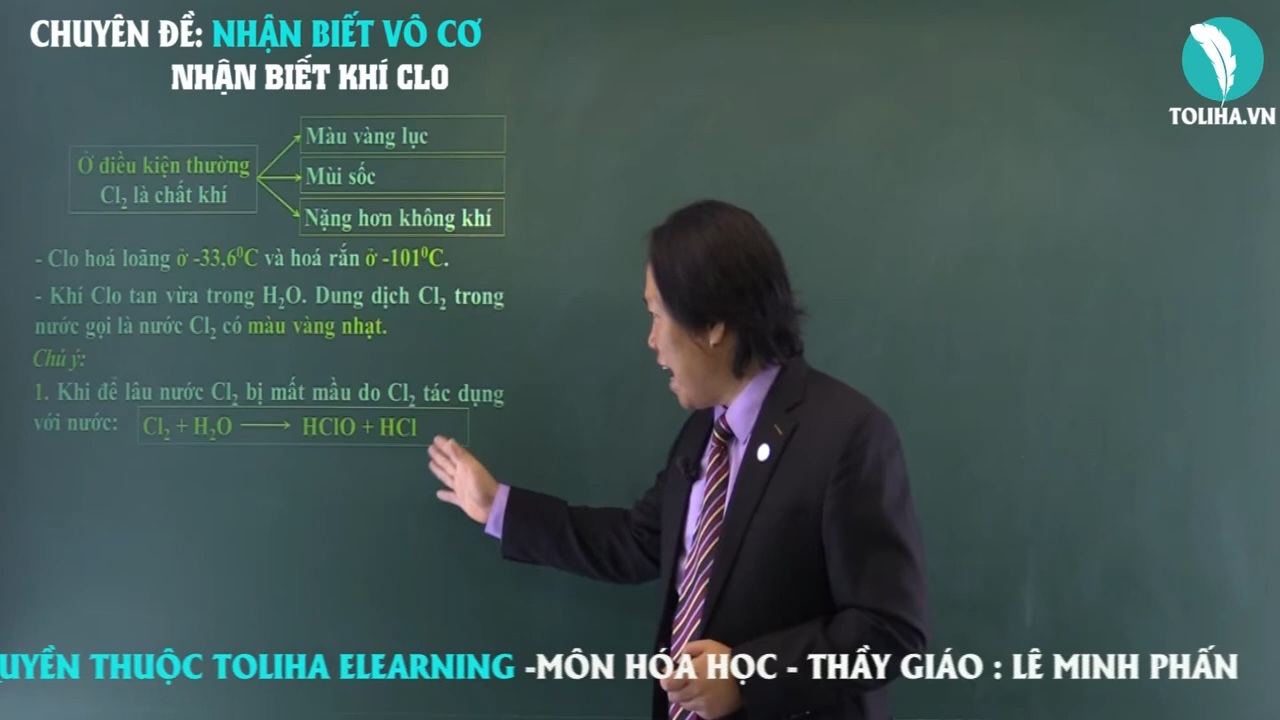 CHUYÊN ĐỀ: NHẬN BIẾT VÔ CƠ
NHẬN BIẾT KHÍ CLO
TOLIHA.VN
Ở điều kiện thường
Cl₂ là chất khí
Màu vàng lục
Mùi sốc
Nặng hơn không khí
- Clo hoá loãng ở -33,6⁰C và hoá rắn ở -101⁰C.
- Khí Clo tan vừa trong H₂O. Dung dịch Cl₂ trong
nước gọi là nước Cl₂ có màu vàng nhạt.
Chú ý:
1. Khi để lâu nước Cl₂ bị mất mầu do Cl₂ tác dụng
với nước: Cl₂ + H₂O ⟶ HClO + HCl
UYỀN THUỘC TOLIHA ELEARNING -MÔN HÓA HỌC - THẦY GIÁO : LÊ MINH PHẤN